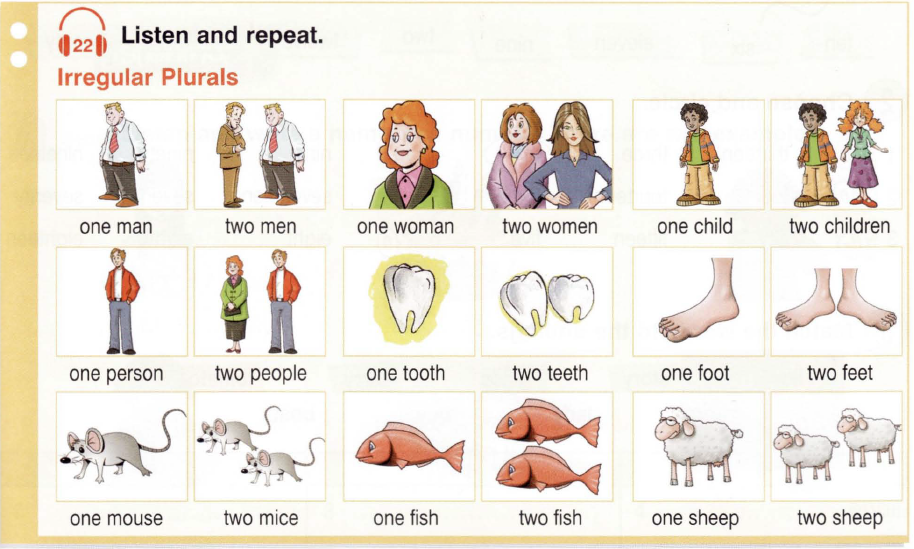 22 Listen and repeat.
Irregular Plurals
one man two men one woman two women one child two children
one person two people one tooth two teeth one foot two feet
one mouse two mice one fish two fish one sheep two sheep